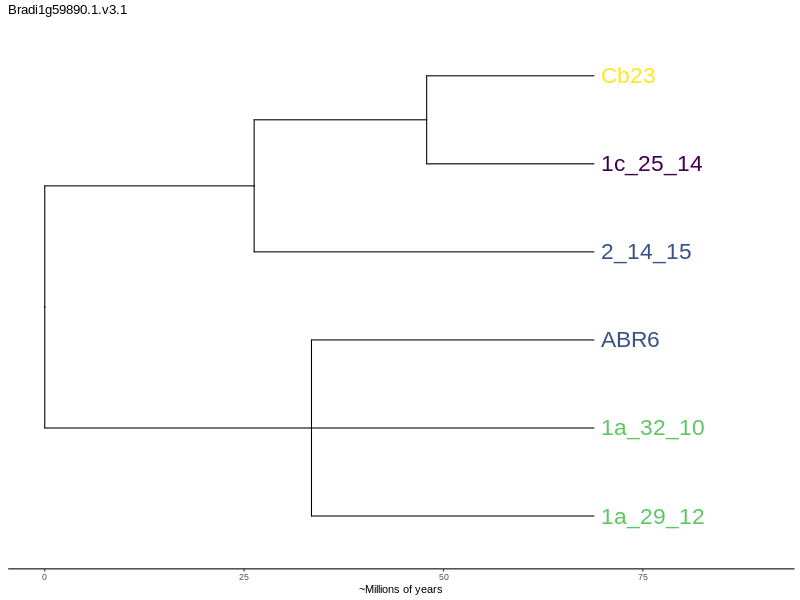 Bradi1g59890.1.v3.1
Cb23
1c_25_14
2_14_15
ABR6
1a_32_10
1a_29_12
0 25 50 75
~Millions of years